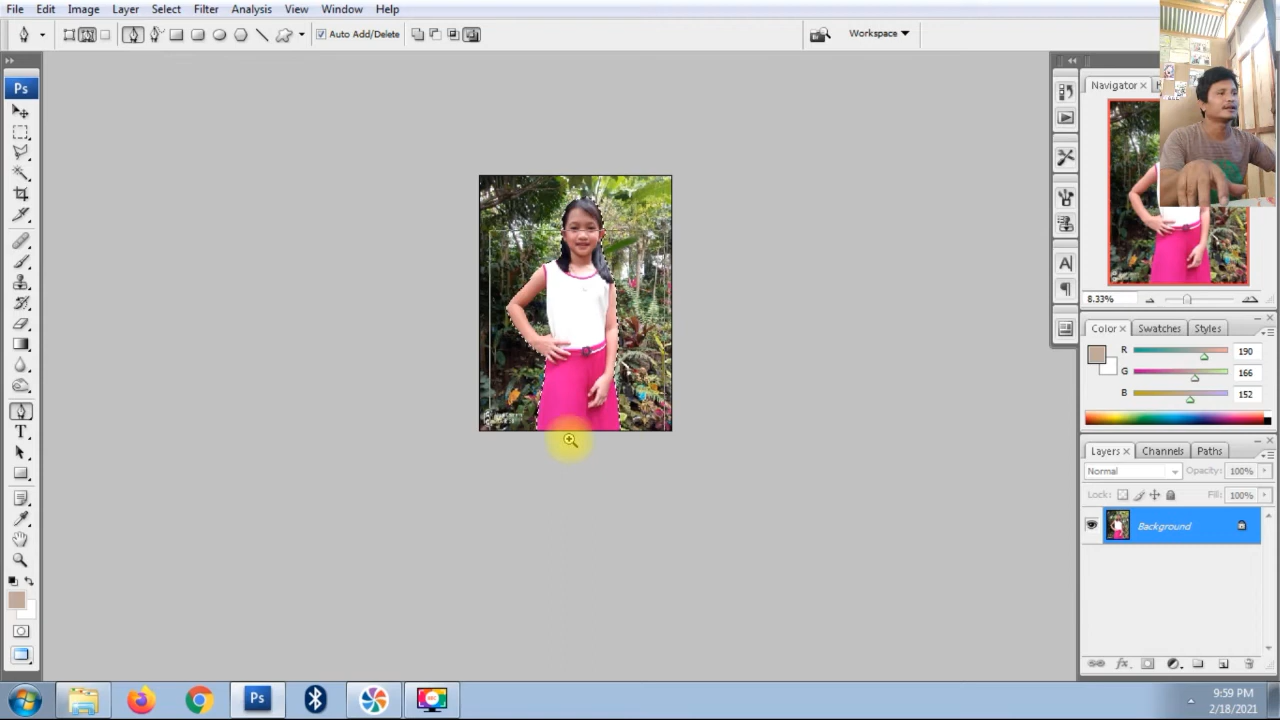 File Edit Image Layer Select Filter Analysis View Window Help
Auto Add/Delete
Workspace
Ps
Navigator
8.33%
Color Swatches Styles
R 190
G 166
B 152
Layers Channels Paths
Normal Opacity: 100%
Lock: Fill: 100%
Background
T
A
Ps
9:59 PM
2/18/2021